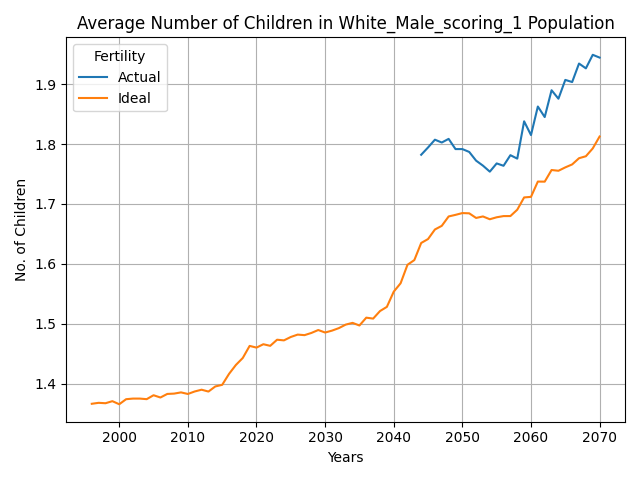 Average Number of Children in White_Male_scoring_1 Population
Fertility
Actual
Ideal
No. of Children
1.9
1.8
1.7
1.6
1.5
1.4
2000 2010 2020 2030 2040 2050 2060 2070
Years